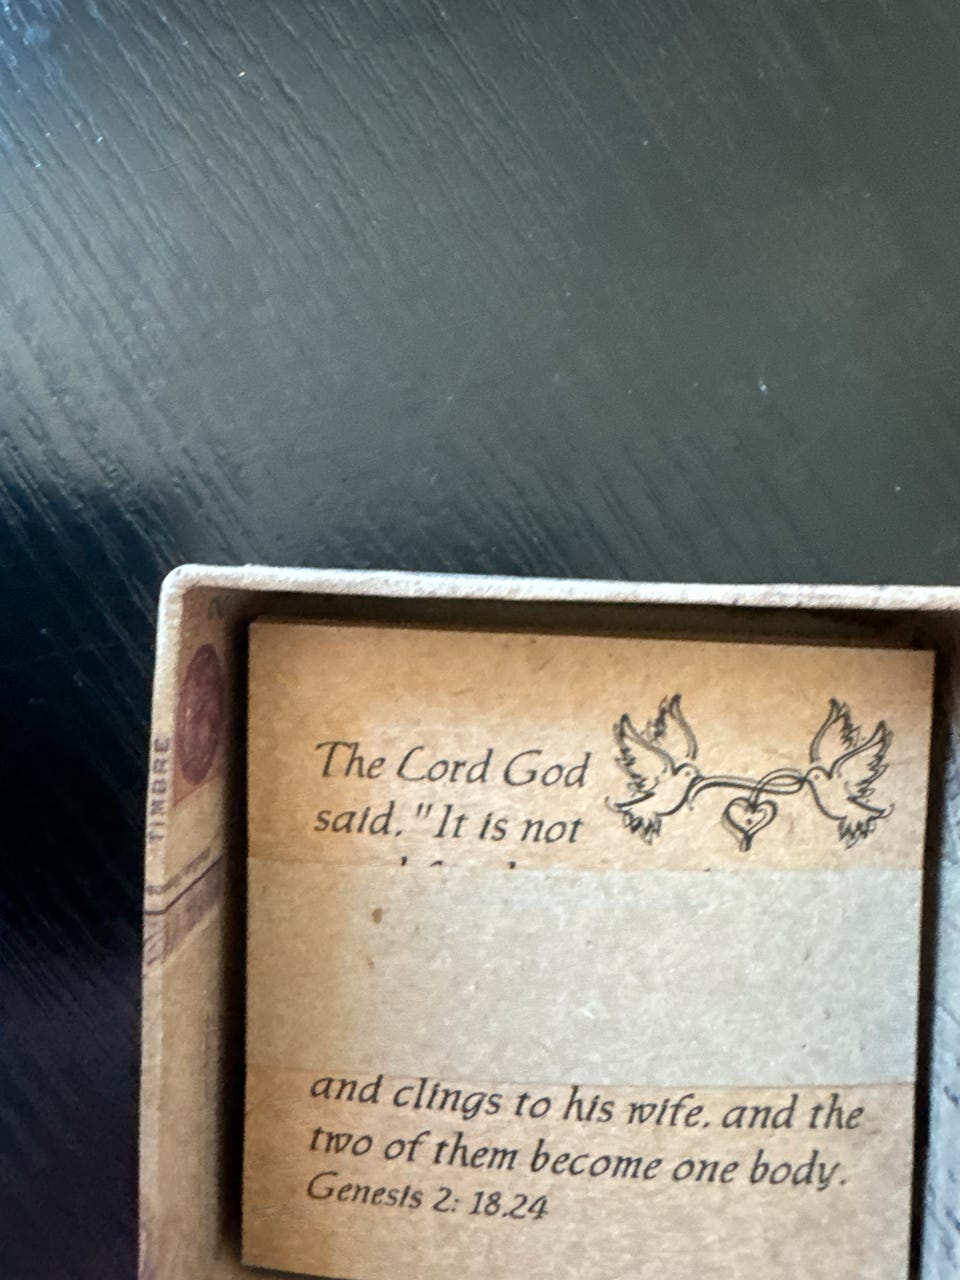 The Lord God
said, "It is not
and clings to his wife, and the
two of them become one body.
Genesis 2: 18,24
TIMBRE